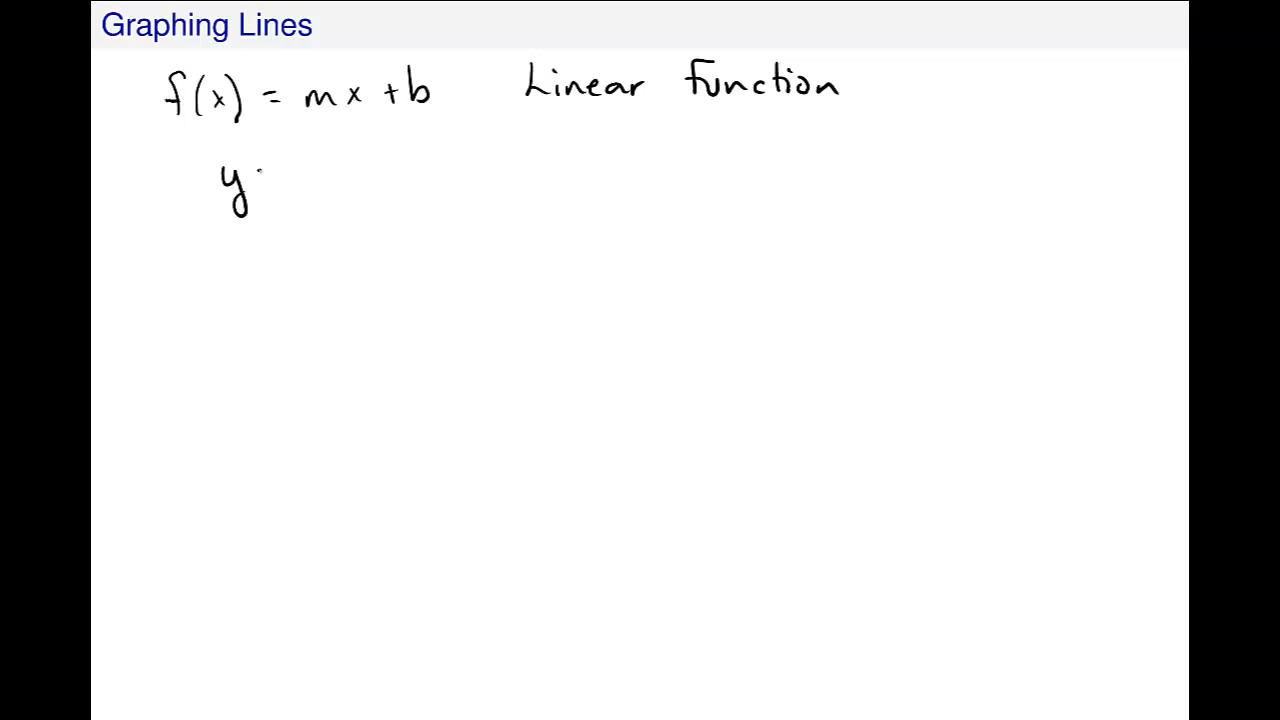 Graphing Lines
f(x) = mx + b Linear function
y